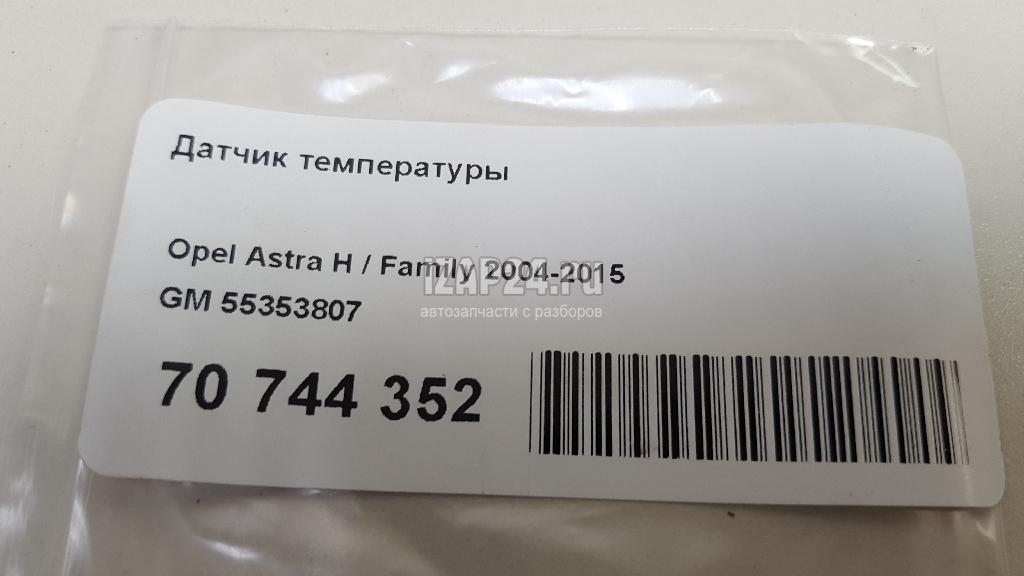 Датчик температуры
Opel Astra H / Family 2004-2015
iZAP24.ru
GM 55353807
автозапчасти с разборов
70 744 352